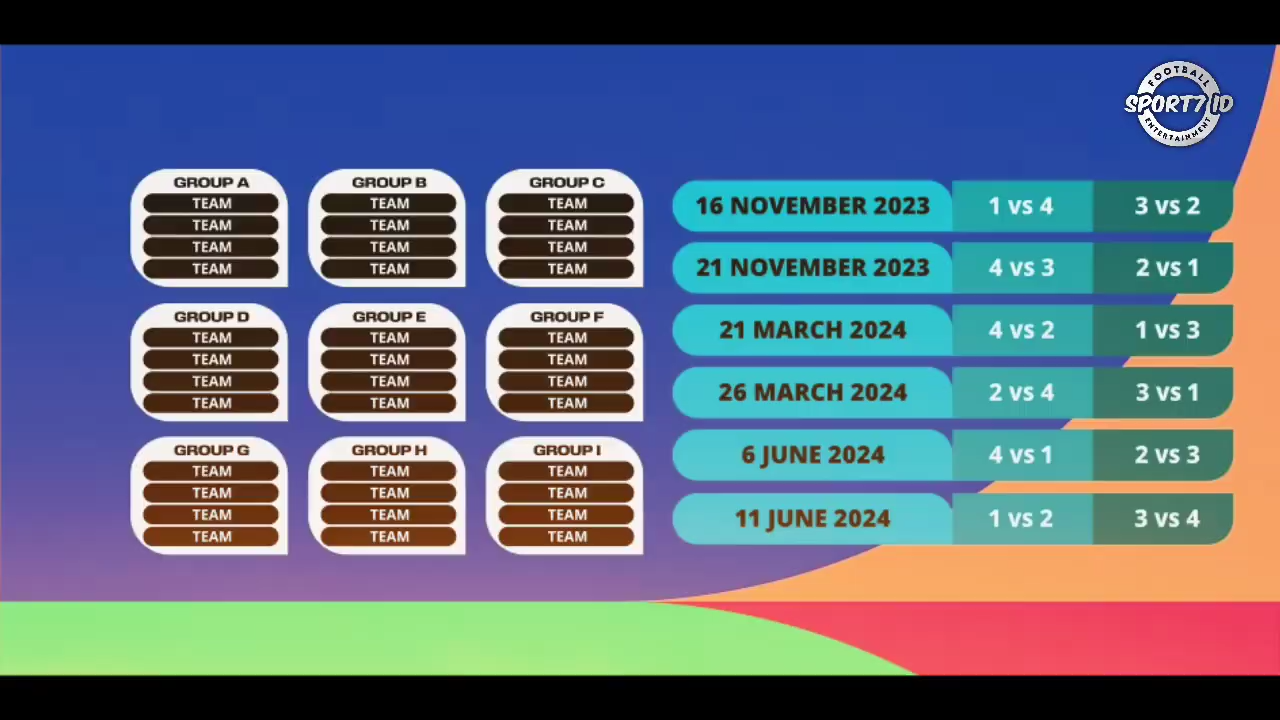 FOOTBALL
SPORT7 ID
ENTERTAINMENT
GROUP A
TEAM
TEAM
TEAM
TEAM
GROUP B
TEAM
TEAM
TEAM
TEAM
GROUP C
TEAM
TEAM
TEAM
TEAM
GROUP D
TEAM
TEAM
TEAM
TEAM
GROUP E
TEAM
TEAM
TEAM
TEAM
GROUP F
TEAM
TEAM
TEAM
TEAM
GROUP G
TEAM
TEAM
TEAM
TEAM
GROUP H
TEAM
TEAM
TEAM
TEAM
GROUP I
TEAM
TEAM
TEAM
TEAM
16 NOVEMBER 2023 1 vs 4 3 vs 2
21 NOVEMBER 2023 4 vs 3 2 vs 1
21 MARCH 2024 4 vs 2 1 vs 3
26 MARCH 2024 2 vs 4 3 vs 1
6 JUNE 2024 4 vs 1 2 vs 3
11 JUNE 2024 1 vs 2 3 vs 4